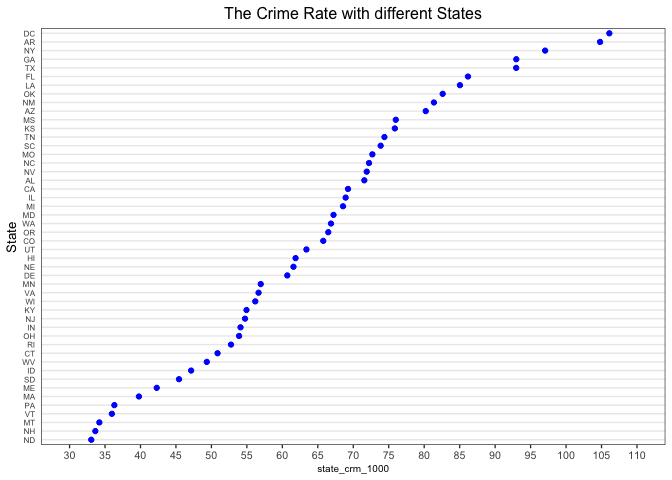 The Crime Rate with different States
DC
AR
NY
GA
TX
FL
LA
OK
NM
AZ
MS
KS
TN
SC
MO
NC
NV
AL
CA
IL
MI
MD
WA
OR
CO
UT
HI
NE
DE
MN
VA
WI
KY
NJ
IN
OH
RI
CT
WV
ID
SD
ME
MA
PA
VT
MT
NH
ND
State
30 35 40 45 50 55 60 65 70 75 80 85 90 95 100 105 110
state_crm_1000